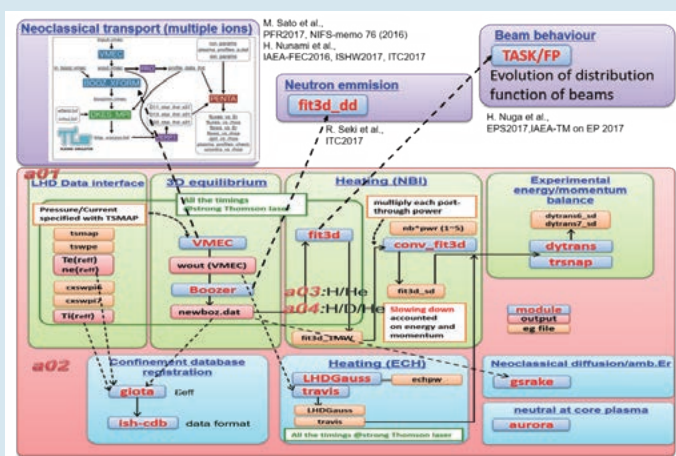 Neoclassical transport (multiple ions)
VMEC
PENTA
M. Sato et al.,
PFR2017, NIFS-memo 76 (2016)
H. Nunami et al.,
IAEA-FEC2016, ISHW2017, ITC2017
Neutron emmission
fit3d_dd
R. Seki et al.,
ITC2017
Beam behaviour
TASK/FP
Evolution of distribution
function of beams
H. Nuga et al.,
EPS2017,IAEA-TM on EP 2017
a01
LHD Data interface
Pressure/Current
specified with TSMAP
tsmap
tswpe
Te(reff)
ne(reff)
cxswpi6
cxswpi7
Ti(reff)
3D equilibrium
All the timings
@strong Thomson laser
VMEC
wout (VMEC)
Boozer
newboz.dat
Heating (NBI)
multiply each port-
through power
fit3d
nb*pwr (1~5)
conv_fit3d
a03:H/He
a04:H/D/He
fit3d_sd
Slowing down
accounted
on energy and
momentum
fit3d_1MW
Experimental
energy/momentum
balance
dytrans6_sd
dytrans7_sd
dytrans
trsnap
module
output
eg file
a02
Confinement database
registration
giota
ish-cdb
data format
Heating (ECH)
LHDGauss
echpw
travis
LHDGauss
travis
All the timings @strong Thomson laser
Neoclassical diffusion/amb.Er
gsrake
neutral at core plasma
aurora